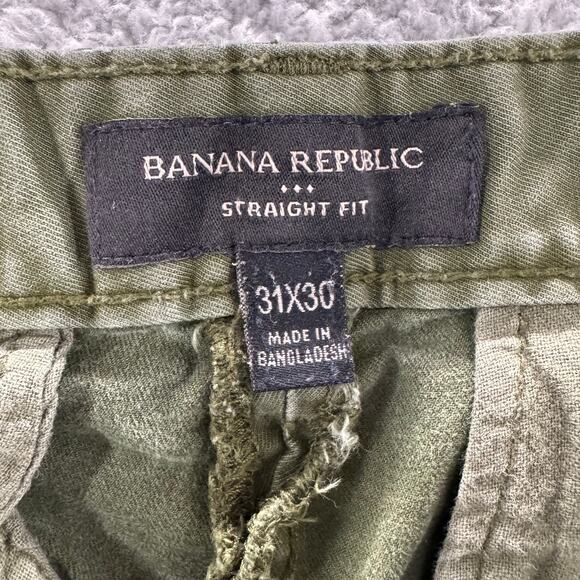 BANANA REPUBLIC
STRAIGHT FIT
31X30
MADE IN
BANGLADESH